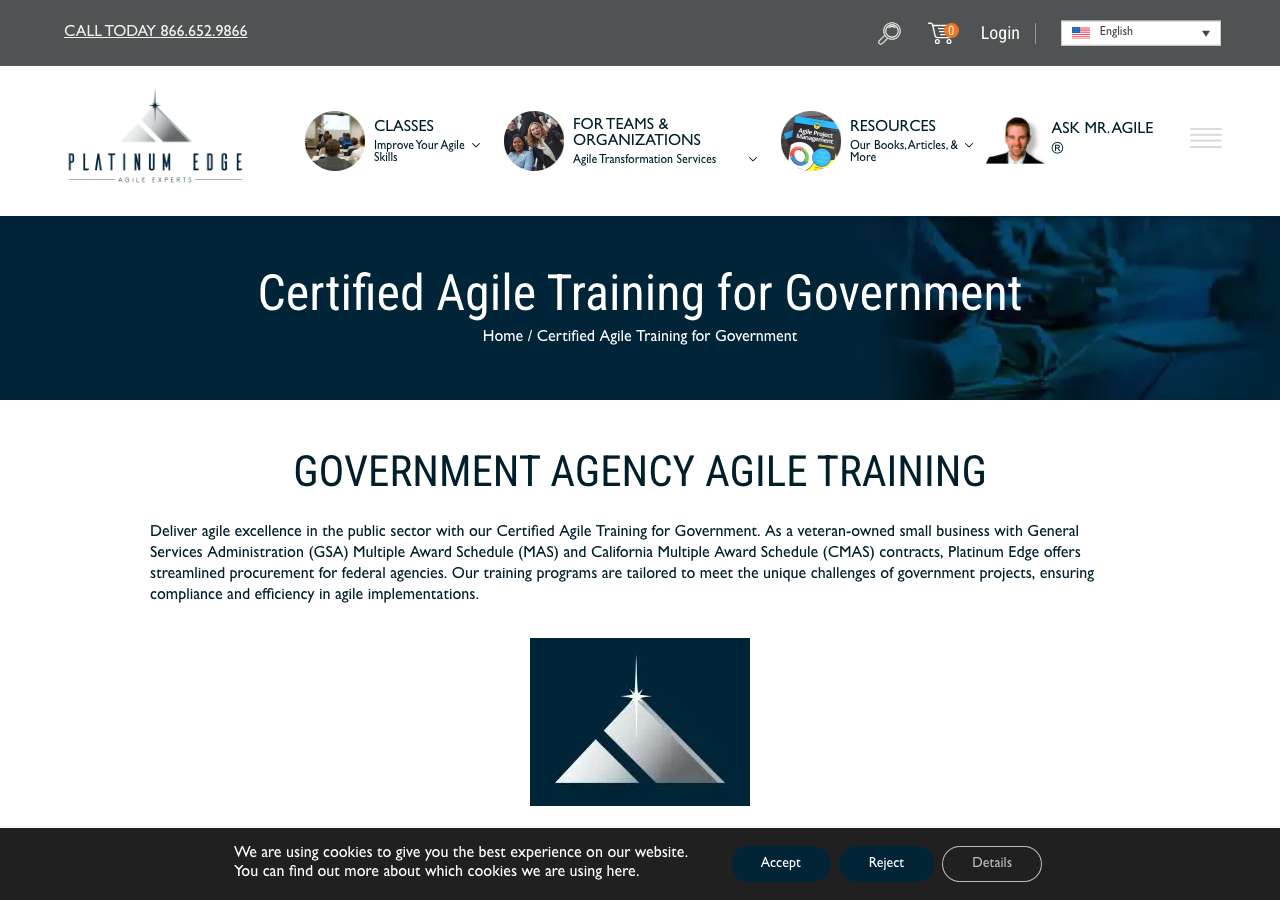 CALL TODAY 866.652.9866
0
Login
English
PLATINUM EDGE
AGILE EXPERTS
CLASSES
Improve Your Agile
Skills
FOR TEAMS &
ORGANIZATIONS
Agile Transformation Services
Agile Project
Management
RESOURCES
Our Books, Articles, &
More
ASK MR. AGILE
®
Certified Agile Training for Government
Home / Certified Agile Training for Government
GOVERNMENT AGENCY AGILE TRAINING
Deliver agile excellence in the public sector with our Certified Agile Training for Government. As a veteran-owned small business with General
Services Administration (GSA) Multiple Award Schedule (MAS) and California Multiple Award Schedule (CMAS) contracts, Platinum Edge offers
streamlined procurement for federal agencies. Our training programs are tailored to meet the unique challenges of government projects, ensuring
compliance and efficiency in agile implementations.
We are using cookies to give you the best experience on our website.
You can find out more about which cookies we are using here.
Accept
Reject
Details